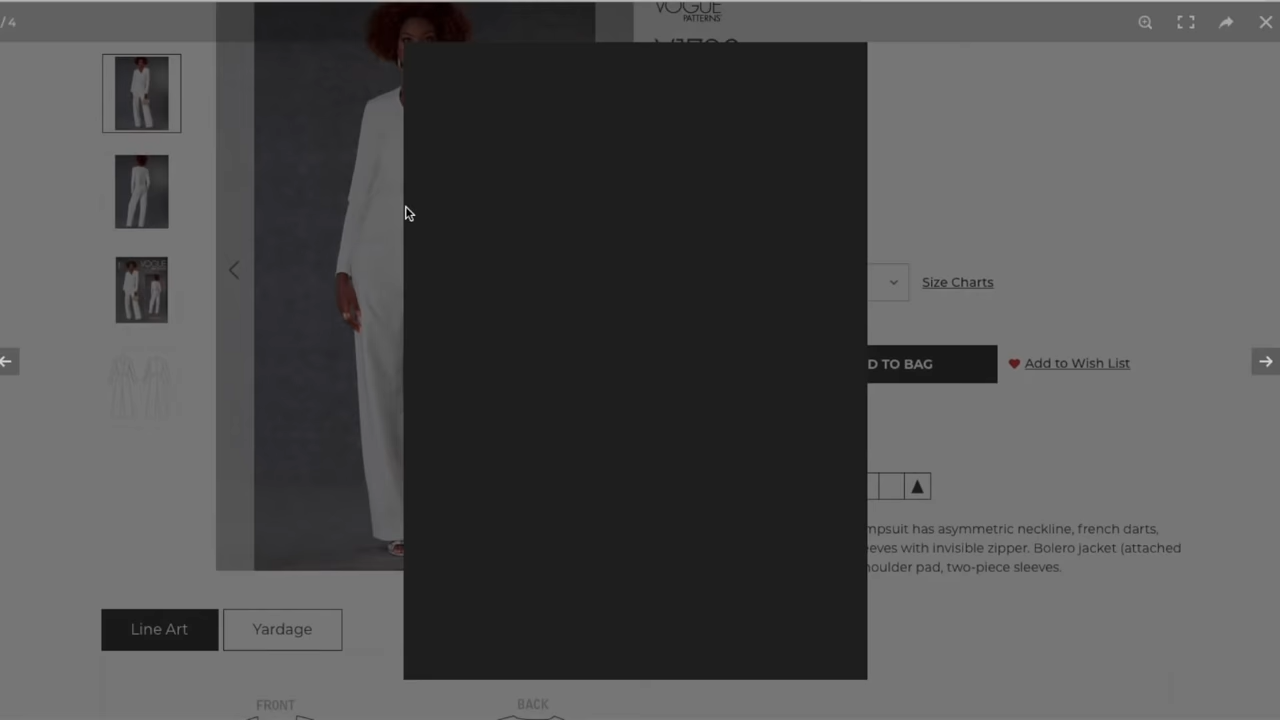 / 4
VOGUE
PATTERNS
Size Charts
D TO BAG
Add to Wish List
mpsuit has asymmetric neckline, french darts,
eeves with invisible zipper. Bolero jacket (attached
houlder pad, two-piece sleeves.
Line Art
Yardage
FRONT
BACK